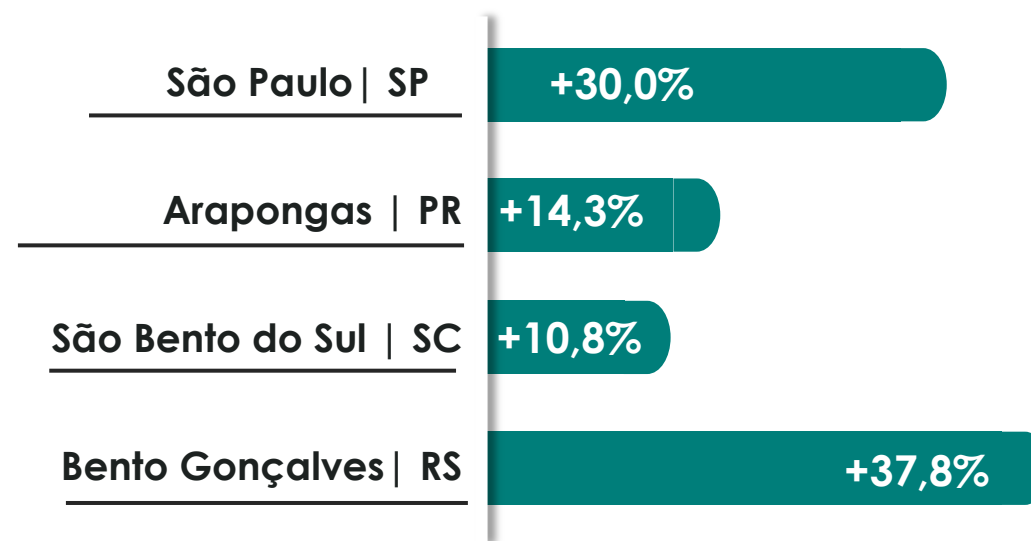 São Paulo| SP +30,0%
Arapongas | PR +14,3%
São Bento do Sul | SC +10,8%
Bento Gonçalves| RS +37,8%